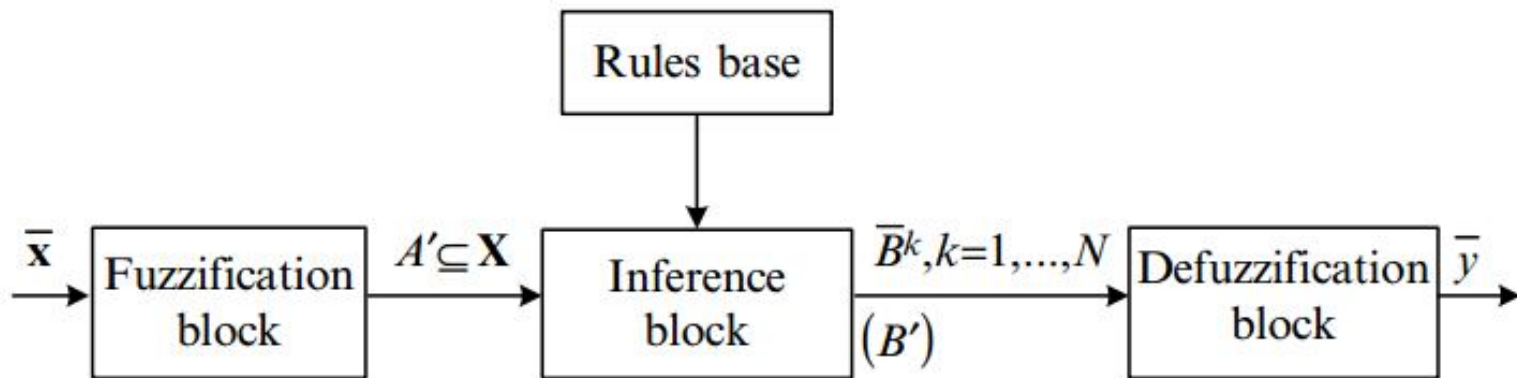 Rules base
x̄
Fuzzification
block
A′⊆X
Inference
block
B̄ᵏ,k=1,...,N
(B′)
Defuzzification
block
ȳ